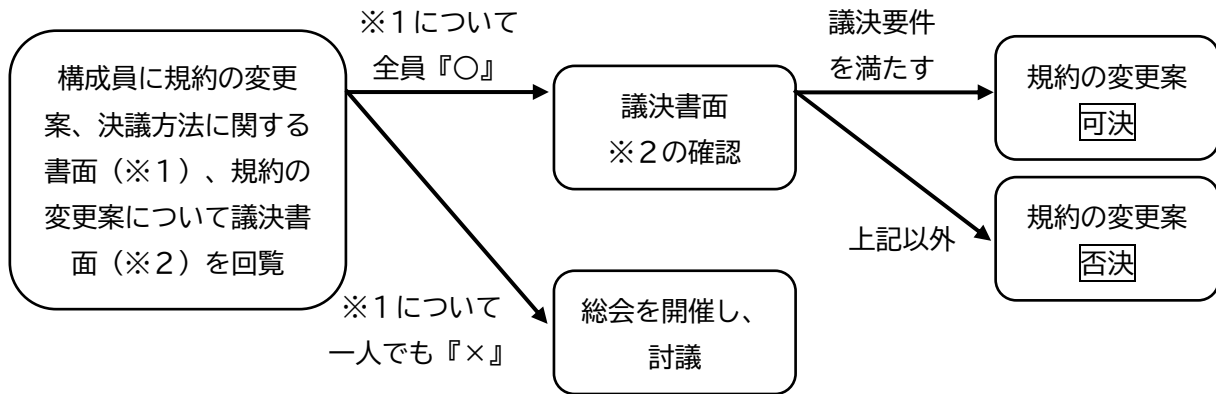 構成員に規約の変更
案、決議方法に関する
書面（※１）、規約の
変更案について議決書
面（※２）を回覧
※１について
全員『○』
議決書面
※２の確認
議決要件
を満たす
規約の変更案
可決
上記以外
規約の変更案
否決
※１について
一人でも『×』
総会を開催し、
討議